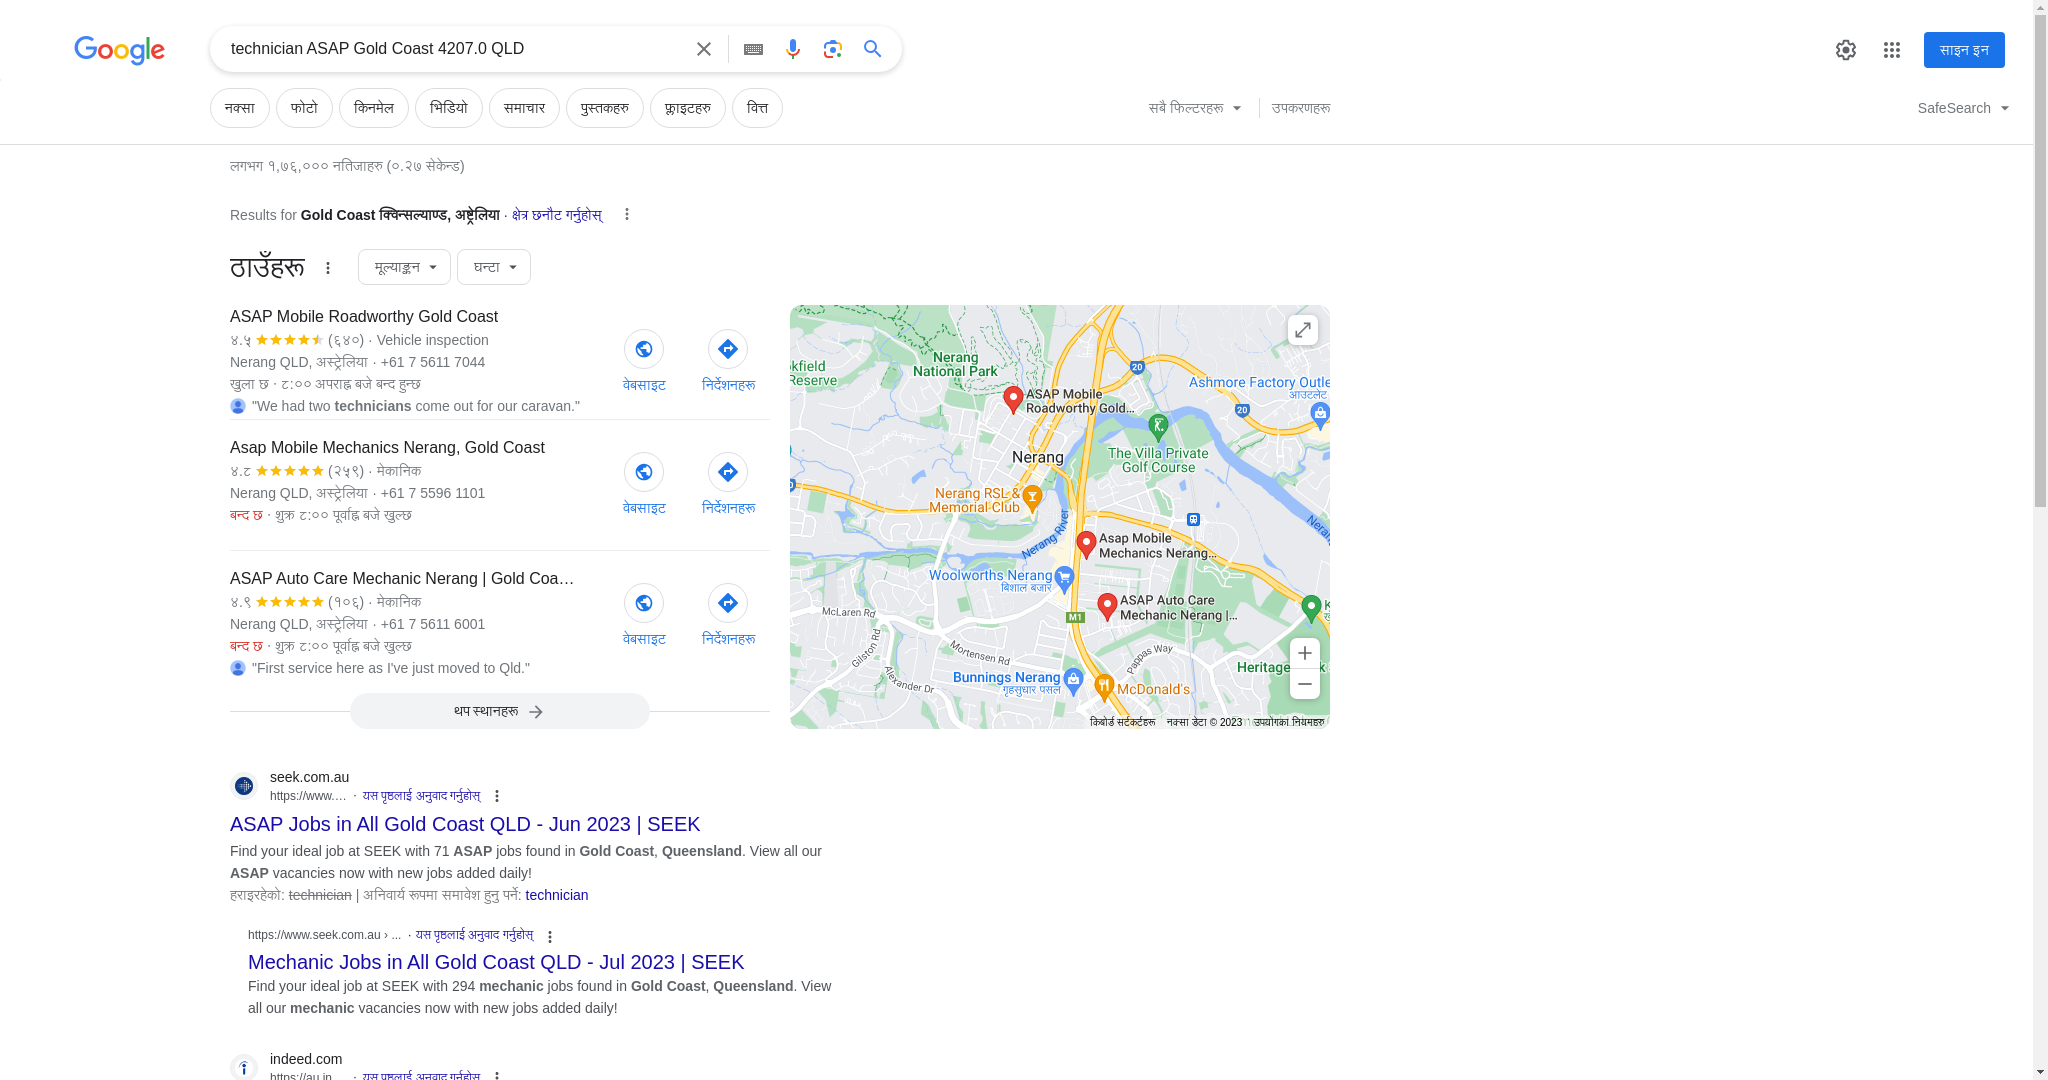 Google
technician ASAP Gold Coast 4207.0 QLD
साइन इन
नक्सा
फोटो
किनमेल
भिडियो
समाचार
पुस्तकहरु
फ्लाइटहरु
वित्त
सबै फिल्टरहरू
उपकरणहरू
SafeSearch
लगभग १,७६,००० नतिजाहरु (०.२७ सेकेन्ड)
Results for Gold Coast क्विन्सल्याण्ड, अष्ट्रेलिया · क्षेत्र छनौट गर्नुहोस्
ठाउँहरू
मूल्याङ्कन
घन्टा
ASAP Mobile Roadworthy Gold Coast
४.५ (६४०) · Vehicle inspection
Nerang QLD, अस्ट्रेलिया · +61 7 5611 7044
खुला छ · ८:०० अपराह्न बजे बन्द हुन्छ
"We had two technicians come out for our caravan."
वेबसाइट
निर्देशनहरू
Asap Mobile Mechanics Nerang, Gold Coast
४.८ (२५९) · मेकानिक
Nerang QLD, अस्ट्रेलिया · +61 7 5596 1101
बन्द छ · शुक्र ८:०० पूर्वाह्न बजे खुल्छ
वेबसाइट
निर्देशनहरू
ASAP Auto Care Mechanic Nerang | Gold Coa…
४.९ (१०६) · मेकानिक
Nerang QLD, अस्ट्रेलिया · +61 7 5611 6001
बन्द छ · शुक्र ८:०० पूर्वाह्न बजे खुल्छ
"First service here as I've just moved to Qld."
वेबसाइट
निर्देशनहरू
थप स्थानहरू
Nerang
National Park
kfield
Reserve
20
Ashmore Factory Outle
आउटलेट
ASAP Mobile
Roadworthy Gold...
20
Nerang
The Villa Private
Golf Course
Nerang RSL &
Memorial Club
Nerang River
Neran
Asap Mobile
Mechanics Nerang...
Woolworths Nerang
बिशाल बजार
ASAP Auto Care
Mechanic Nerang |...
McLaren Rd
M1
Gilston Rd
Mortensen Rd
Pappas Way
Alexander Dr
Heritage
Bunnings Nerang
गृहसुधार पसल
McDonald's
किबोर्ड सर्टकर्टहरू
नक्सा डेटा © 2023
उपयोगका नियमहरु
seek.com.au
https://www.… · यस पृष्ठलाई अनुवाद गर्नुहोस्
ASAP Jobs in All Gold Coast QLD - Jun 2023 | SEEK
Find your ideal job at SEEK with 71 ASAP jobs found in Gold Coast, Queensland. View all our
ASAP vacancies now with new jobs added daily!
हराइरहेको: technician | अनिवार्य रूपमा समावेश हुनु पर्ने: technician
https://www.seek.com.au › ... · यस पृष्ठलाई अनुवाद गर्नुहोस्
Mechanic Jobs in All Gold Coast QLD - Jul 2023 | SEEK
Find your ideal job at SEEK with 294 mechanic jobs found in Gold Coast, Queensland. View
all our mechanic vacancies now with new jobs added daily!
indeed.com
https://au.in… · यस पृष्ठलाई अनुवाद गर्नुहोस्